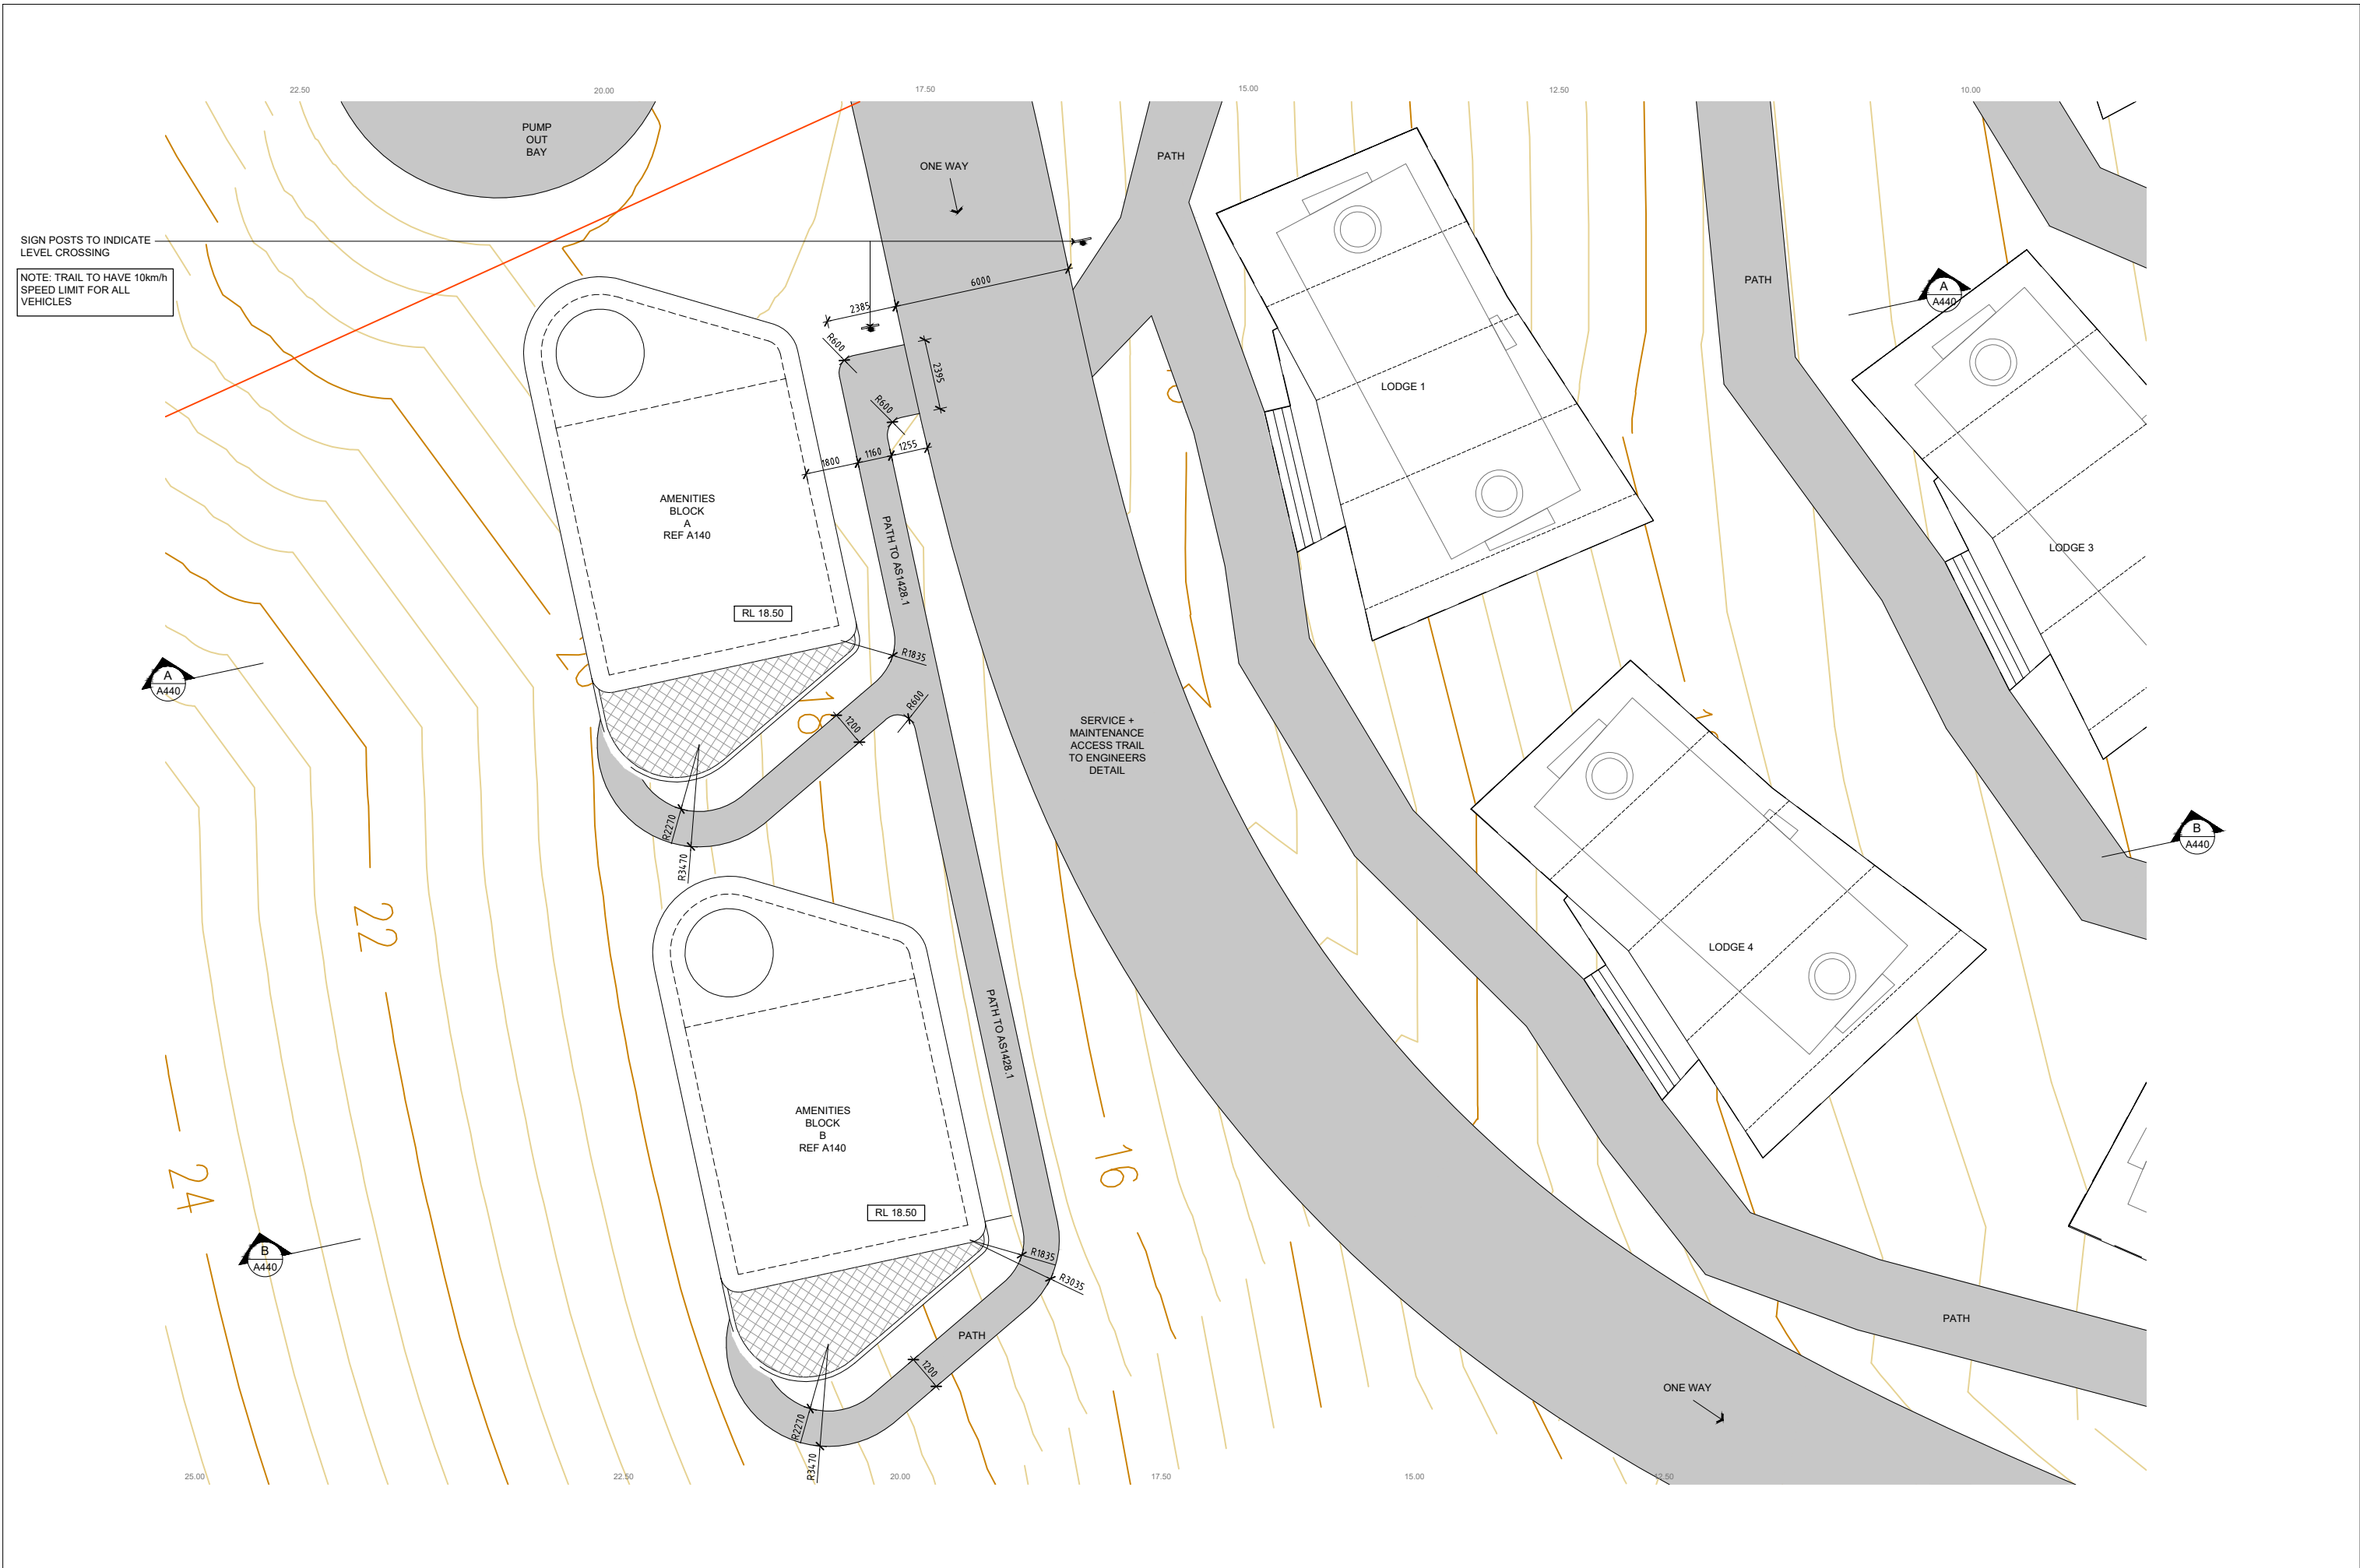 22.50
20.00
17.50
15.00
12.50
10.00
PUMP
OUT
BAY
ONE WAY
PATH
SIGN POSTS TO INDICATE
LEVEL CROSSING
NOTE: TRAIL TO HAVE 10km/h
SPEED LIMIT FOR ALL
VEHICLES
6000
2385
R600
2395
R600
1255
1160
1800
PATH
A
A440
LODGE 1
LODGE 3
AMENITIES
BLOCK
A
REF A140
PATH TO AS1428.1
RL 18.50
R1835
A
A440
20
18
1200
R600
SERVICE +
MAINTENANCE
ACCESS TRAIL
TO ENGINEERS
DETAIL
R2270
R3470
B
A440
22
LODGE 4
PATH TO AS1428.1
AMENITIES
BLOCK
B
REF A140
16
24
RL 18.50
B
A440
R1835
R3035
PATH
1200
PATH
ONE WAY
R2270
R3470
25.00
22.50
20.00
17.50
15.00
12.50